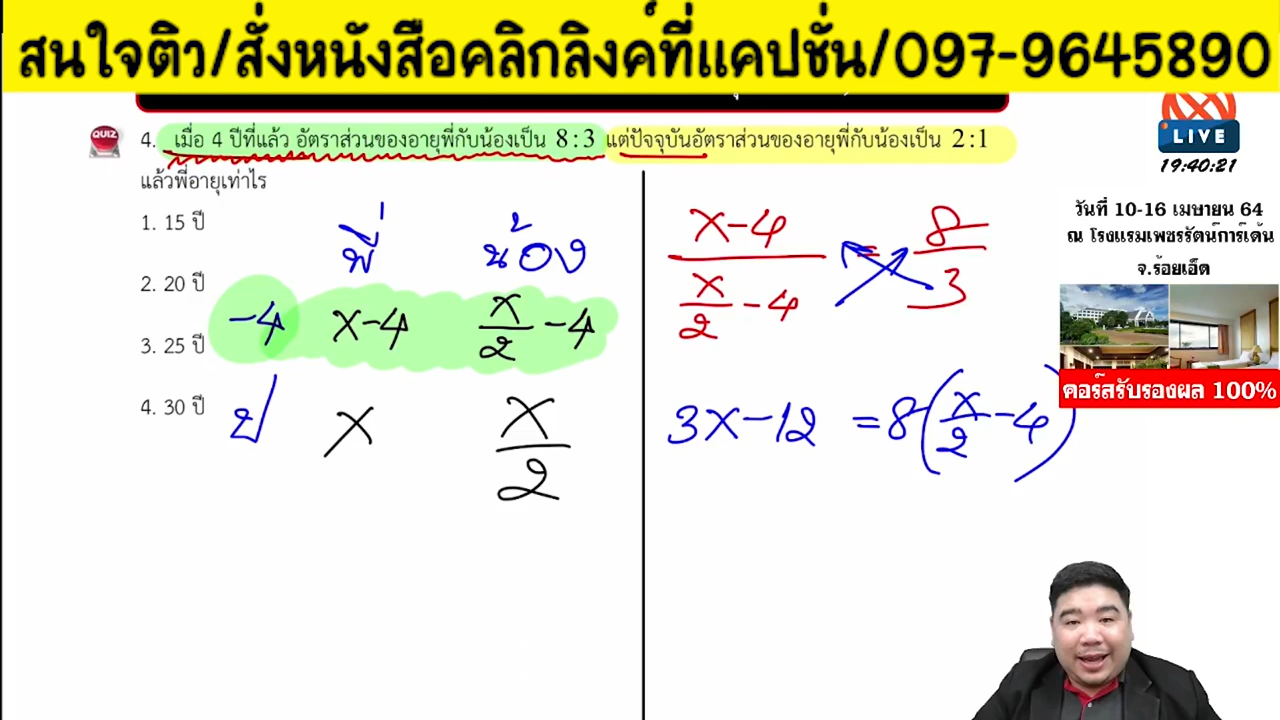 สนใจติว/สั่งหนังสือคลิกลิงค์ที่แคปชั่น/097-9645890
QUIZ
4. เมื่อ 4 ปีที่แล้ว อัตราส่วนของอายุพี่กับน้องเป็น 8:3 แต่ปัจจุบันอัตราส่วนของอายุพี่กับน้องเป็น 2:1
แล้วพี่อายุเท่าไร
1. 15 ปี
2. 20 ปี
3. 25 ปี
4. 30 ปี
พี่ น้อง
-4 x-4 x/2 -4
ป x x/2
x-4 = 8
x/2 -4 3
3x-12 = 8(x/2 -4)
LIVE
19:40:21
วันที่ 10-16 เมษายน 64
ณ โรงแรมเพชรรัตน์การ์เด้น
จ.ร้อยเอ็ด
คอร์สรับรองผล 100%